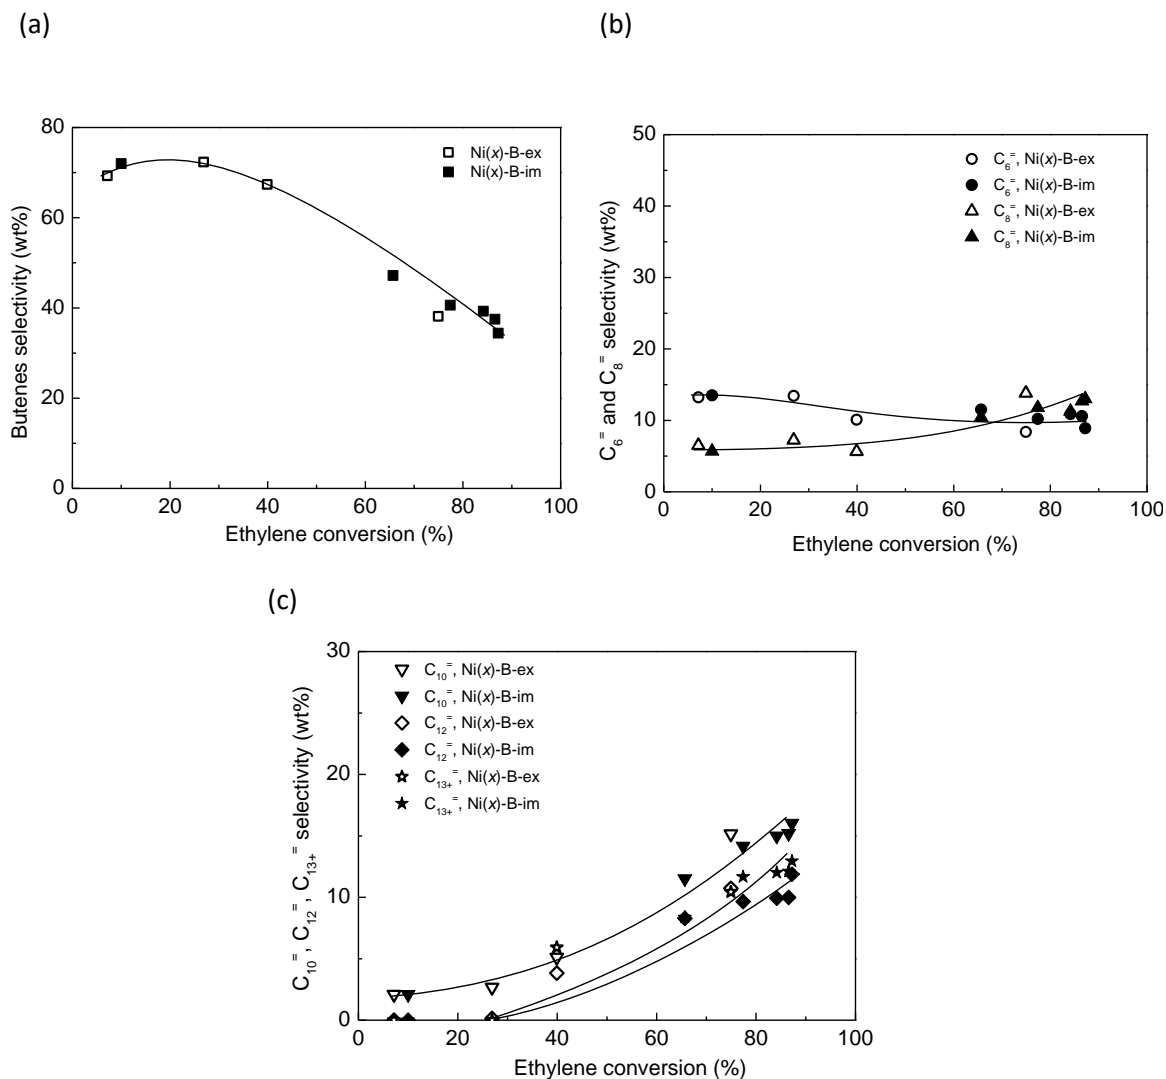 (a)
(b)
80
60
40
20
0
Butenes selectivity (wt%)
Ni(x)-B-ex
Ni(x)-B-im
0 20 40 60 80 100
Ethylene conversion (%)
50
40
30
20
10
0
C6= and C8= selectivity (wt%)
C6=, Ni(x)-B-ex
C6=, Ni(x)-B-im
C8=, Ni(x)-B-ex
C8=, Ni(x)-B-im
0 20 40 60 80 100
Ethylene conversion (%)
(c)
30
20
10
0
C10=, C12=, C13+= selectivity (wt%)
C10=, Ni(x)-B-ex
C10=, Ni(x)-B-im
C12=, Ni(x)-B-ex
C12=, Ni(x)-B-im
C13+=, Ni(x)-B-ex
C13+=, Ni(x)-B-im
0 20 40 60 80 100
Ethylene conversion (%)